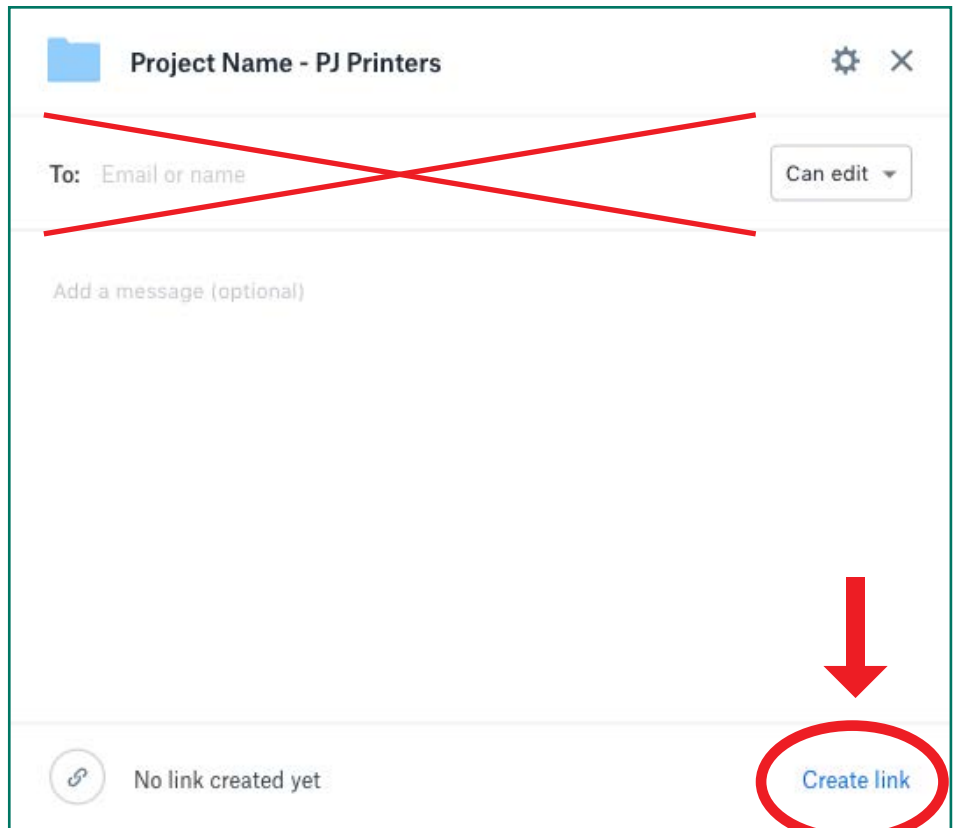 Project Name - PJ Printers
To: Email or name
Can edit
Add a message (optional)
No link created yet
Create link